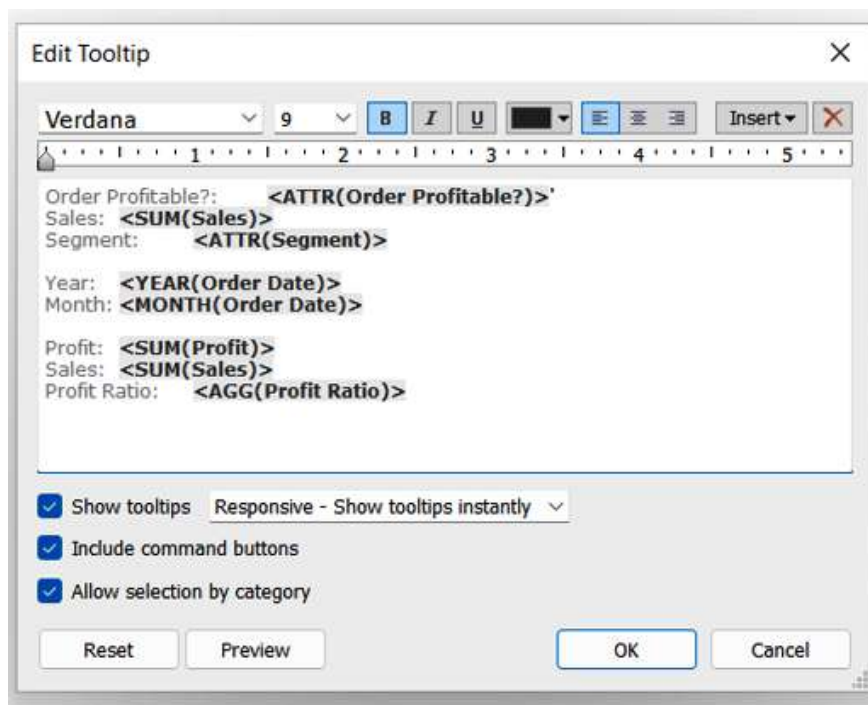 Edit Tooltip
Verdana 9 B I U Insert
1 2 3 4 5
Order Profitable?: <ATTR(Order Profitable?)>'
Sales: <SUM(Sales)>
Segment: <ATTR(Segment)>
Year: <YEAR(Order Date)>
Month: <MONTH(Order Date)>
Profit: <SUM(Profit)>
Sales: <SUM(Sales)>
Profit Ratio: <AGG(Profit Ratio)>
Show tooltips Responsive - Show tooltips instantly
Include command buttons
Allow selection by category
Reset Preview OK Cancel